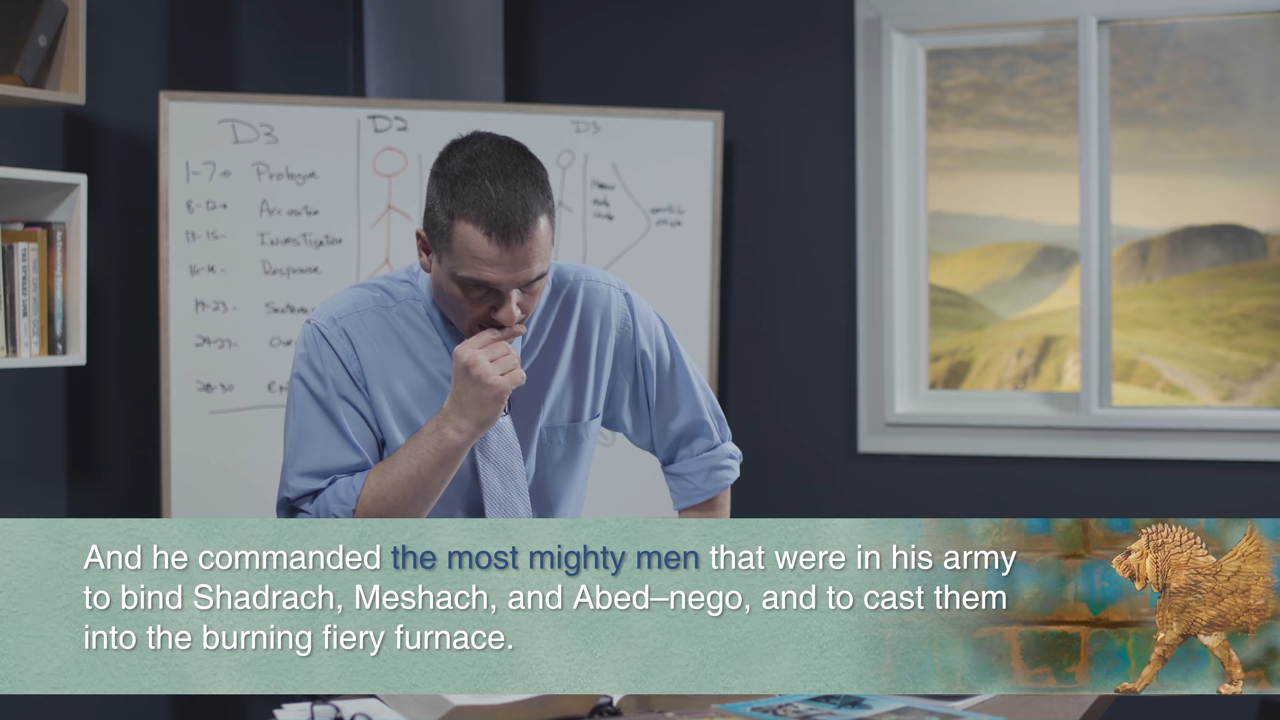 D3
D2
D3
1-7 → Prologue
8-12 → Accusation
13-15- Investigation
16-18 - Response
19-23-
24-27-
28-30
And he commanded the most mighty men that were in his army
to bind Shadrach, Meshach, and Abed–nego, and to cast them
into the burning fiery furnace.